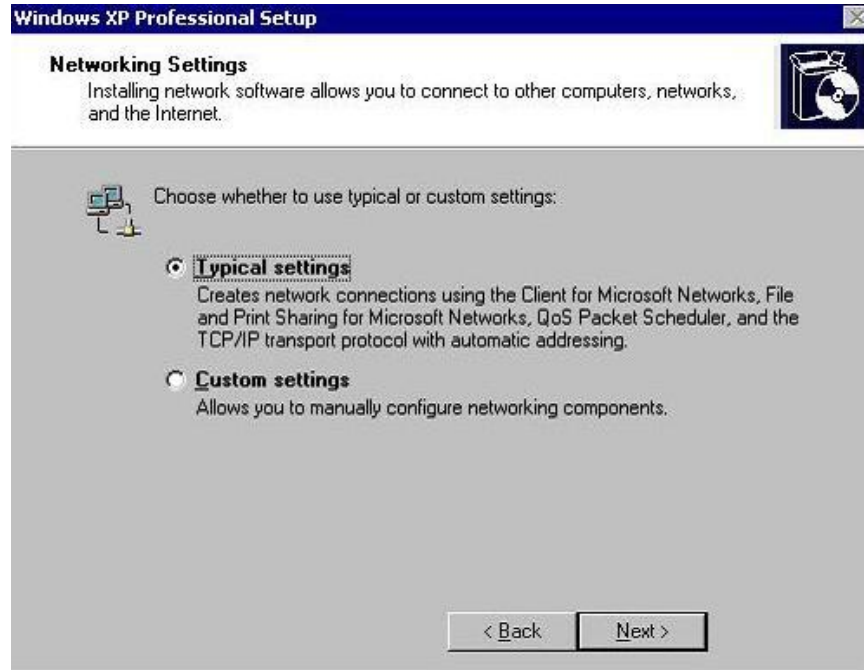 Windows XP Professional Setup
Networking Settings
Installing network software allows you to connect to other computers, networks,
and the Internet.
Choose whether to use typical or custom settings:
Typical settings
Creates network connections using the Client for Microsoft Networks, File
and Print Sharing for Microsoft Networks, QoS Packet Scheduler, and the
TCP/IP transport protocol with automatic addressing.
Custom settings
Allows you to manually configure networking components.
< Back Next >